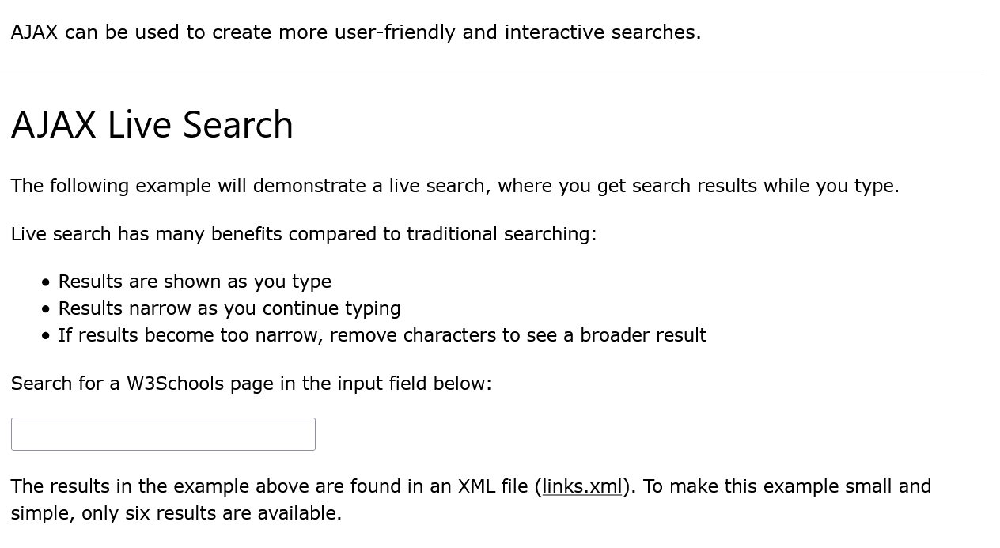 AJAX can be used to create more user-friendly and interactive searches.
AJAX Live Search
The following example will demonstrate a live search, where you get search results while you type.
Live search has many benefits compared to traditional searching:
• Results are shown as you type
• Results narrow as you continue typing
• If results become too narrow, remove characters to see a broader result
Search for a W3Schools page in the input field below:
The results in the example above are found in an XML file (links.xml). To make this example small and
simple, only six results are available.